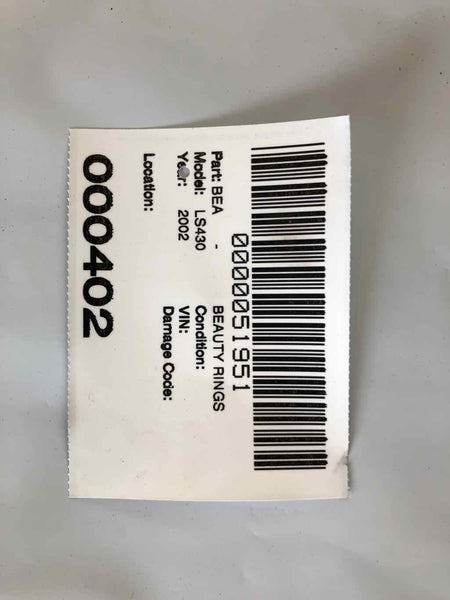 0000051951
Part: BEA - BEAUTY RINGS
Model: LS430 Condition:
Year: 2002 VIN:
Damage Code:
Location:
000402